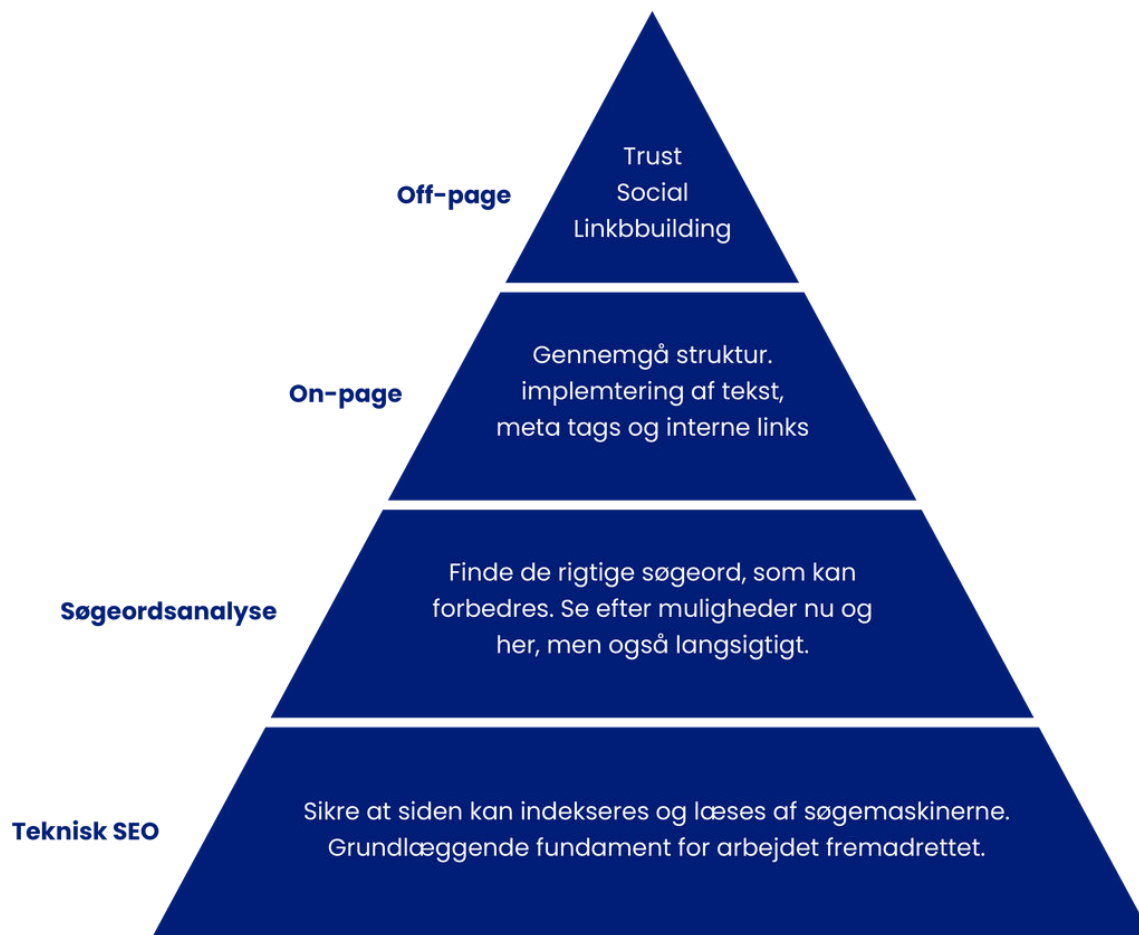 Trust
Social
Off-page
Linkbbuilding
Gennemgå struktur.
On-page
implemtering af tekst,
meta tags og interne links
Finde de rigtige søgeord, som kan
Søgeordsanalyse
forbedres. Se efter muligheder nu og
her, men også langsigtigt.
Sikre at siden kan indekseres og læses af søgemaskinerne.
Teknisk SEO
Grundlæggende fundament for arbejdet fremadrettet.